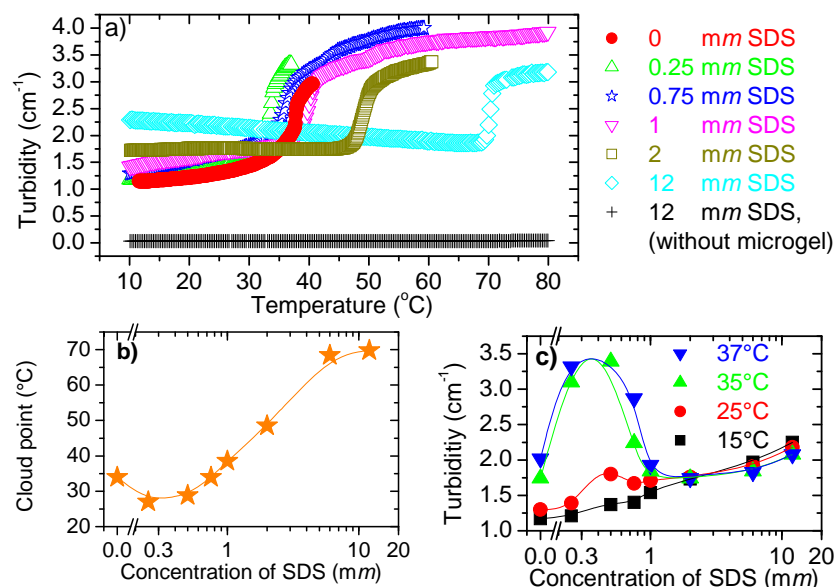 a)
4.0
3.5
3.0
2.5
2.0
1.5
1.0
0.5
0.0
Turbidity (cm-1)
10 20 30 40 50 60 70 80
Temperature (oC)
0 mm SDS
0.25 mm SDS
0.75 mm SDS
1 mm SDS
2 mm SDS
12 mm SDS
12 mm SDS,
(without microgel)
b)
70
60
50
40
30
20
Cloud point (°C)
0.0 0.3 1 10 20
Concentration of SDS (mm)
c)
3.5
3.0
2.5
2.0
1.5
1.0
Turbiditiy (cm-1)
37°C
35°C
25°C
15°C
0.0 0.3 1 10 20
Concentration of SDS (mm)